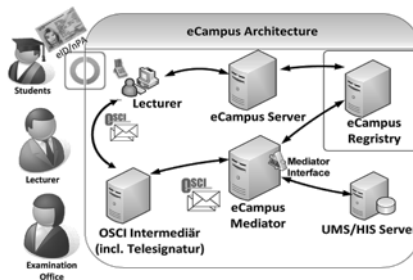 eCampus Architecture
eID/nPA
Students
Lecturer
eCampus Server
eCampus
Registry
OSCI
Lecturer
Mediator
Interface
OSCI
OSCI Intermediär
(incl. Telesignatur)
eCampus
Mediator
UMS/HIS Server
Examination
Office